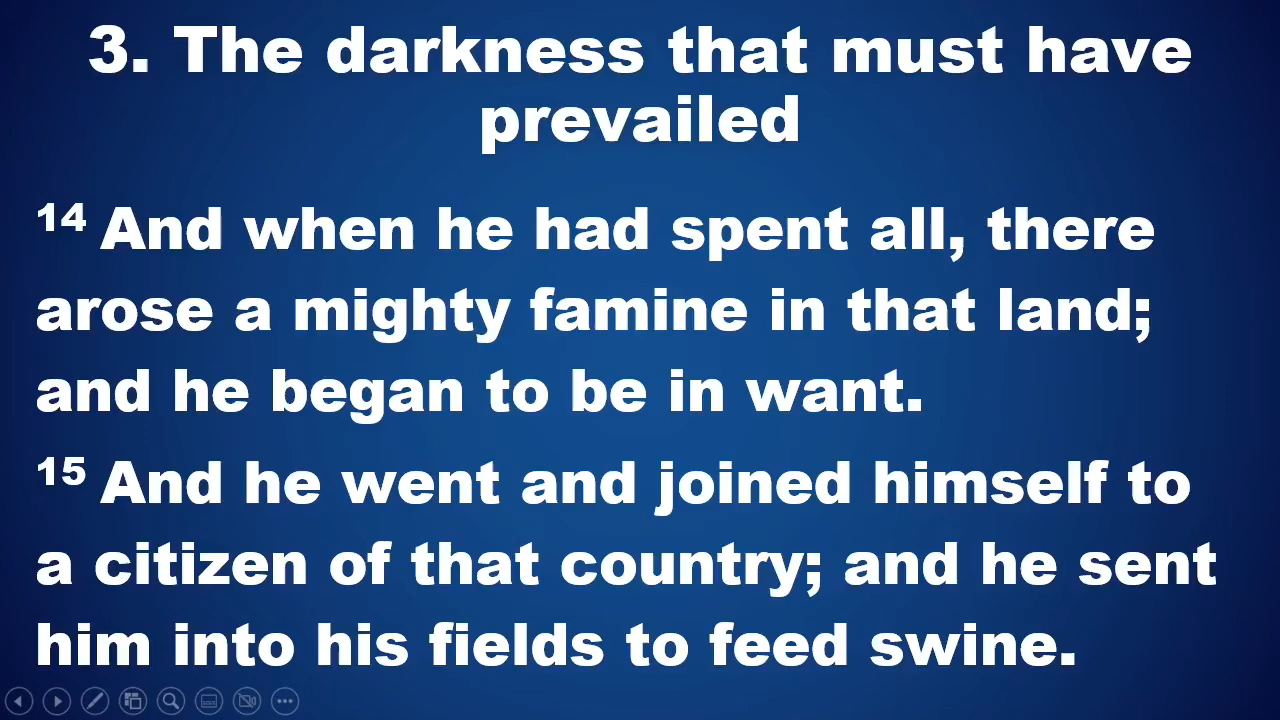 3. The darkness that must have
prevailed
14 And when he had spent all, there
arose a mighty famine in that land;
and he began to be in want.
15 And he went and joined himself to
a citizen of that country; and he sent
him into his fields to feed swine.